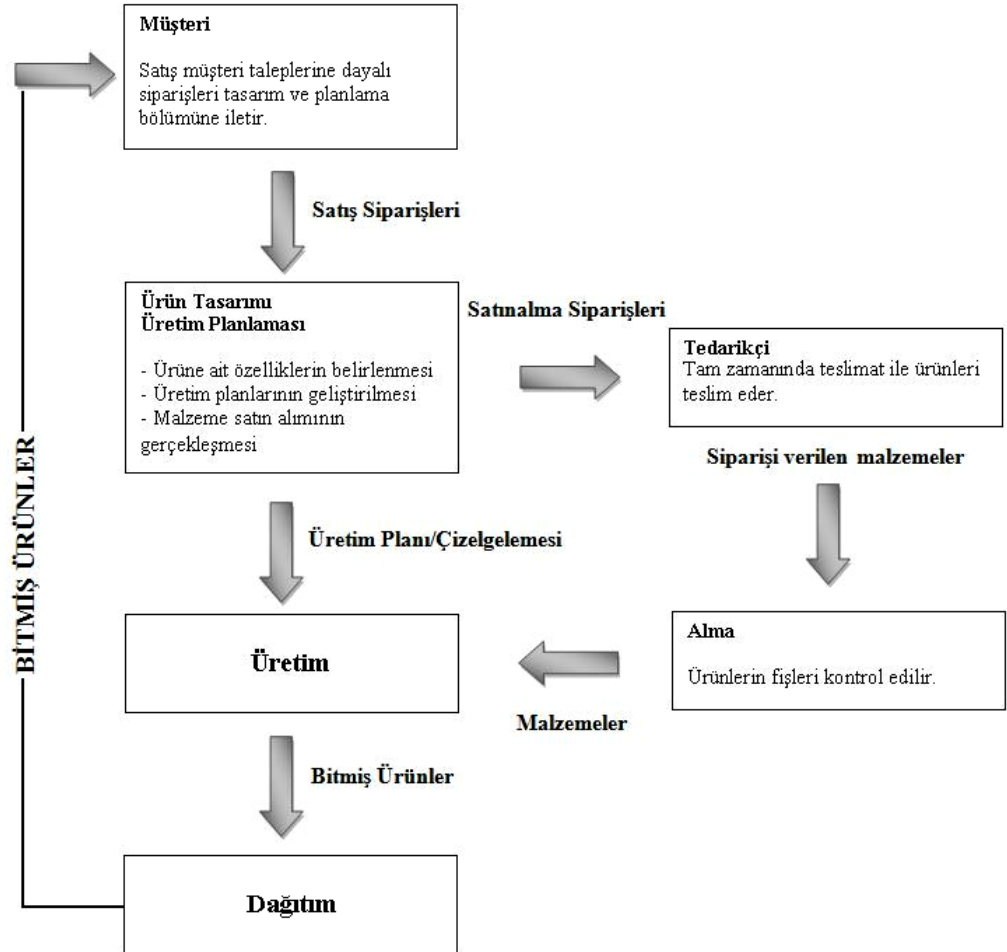 Müşteri
Satış müşteri taleplerine dayalı
siparişleri tasarım ve planlama
bölümüne iletir.
Satış Siparişleri
Ürün Tasarımı
Üretim Planlaması
- Ürüne ait özelliklerin belirlenmesi
- Üretim planlarının geliştirilmesi
- Malzeme satın alımının
gerçekleşmesi
Satınalma Siparişleri
Tedarikçi
Tam zamanında teslimat ile ürünleri
teslim eder.
Siparişi verilen malzemeler
Üretim Planı/Çizelgelemesi
Alma
Ürünlerin fişleri kontrol edilir.
Malzemeler
Üretim
Bitmiş Ürünler
Dağıtım
BİTMİŞ ÜRÜNLER